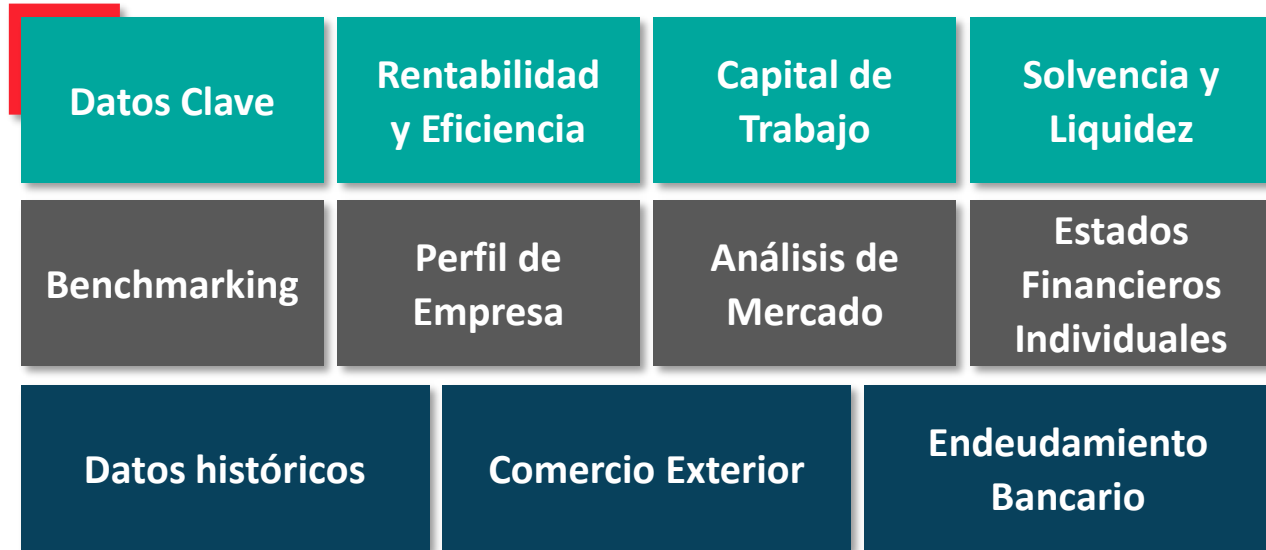 Datos Clave
Rentabilidad
y Eficiencia
Capital de
Trabajo
Solvencia y
Liquidez
Benchmarking
Perfil de
Empresa
Análisis de
Mercado
Estados
Financieros
Individuales
Datos históricos
Comercio Exterior
Endeudamiento
Bancario